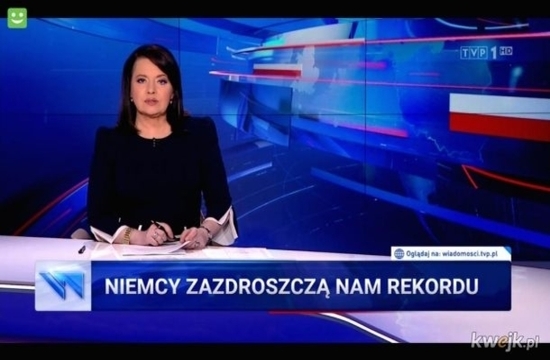 TVP1 HD
Oglądaj na: wiadomosci.tvp.pl
NIEMCY ZAZDROSZCZĄ NAM REKORDU
kwejk.pl